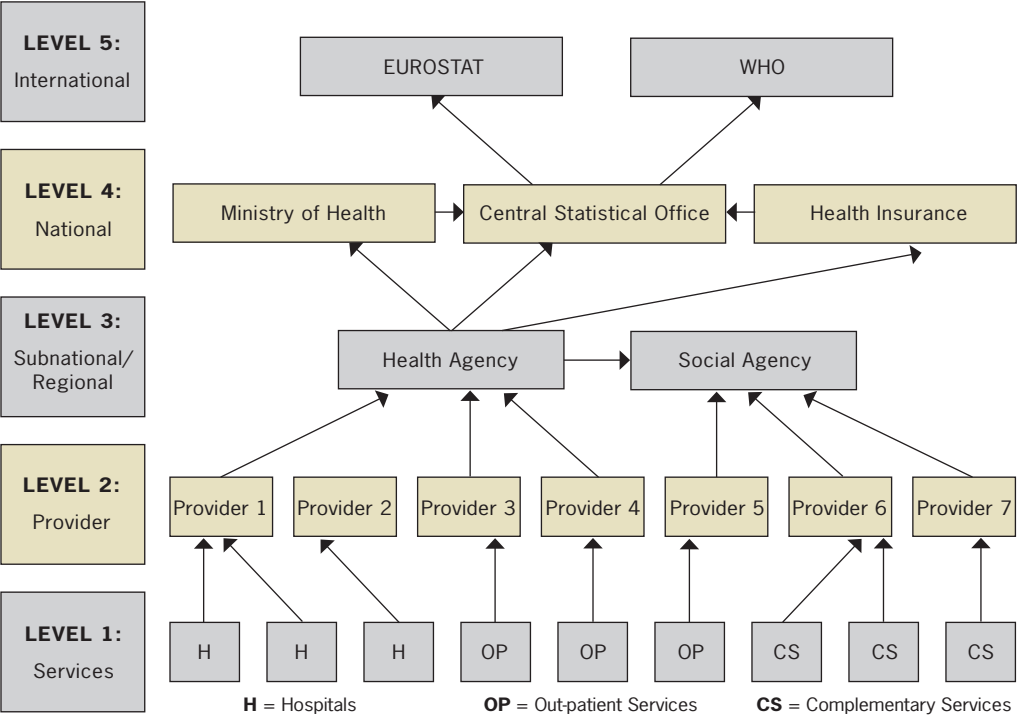 LEVEL 5:
International
EUROSTAT
WHO
LEVEL 4:
National
Ministry of Health
Central Statistical Office
Health Insurance
LEVEL 3:
Subnational/
Regional
Health Agency
Social Agency
LEVEL 2:
Provider
Provider 1
Provider 2
Provider 3
Provider 4
Provider 5
Provider 6
Provider 7
LEVEL 1:
Services
H
H
H
OP
OP
OP
CS
CS
CS
H = Hospitals
OP = Out-patient Services
CS = Complementary Services